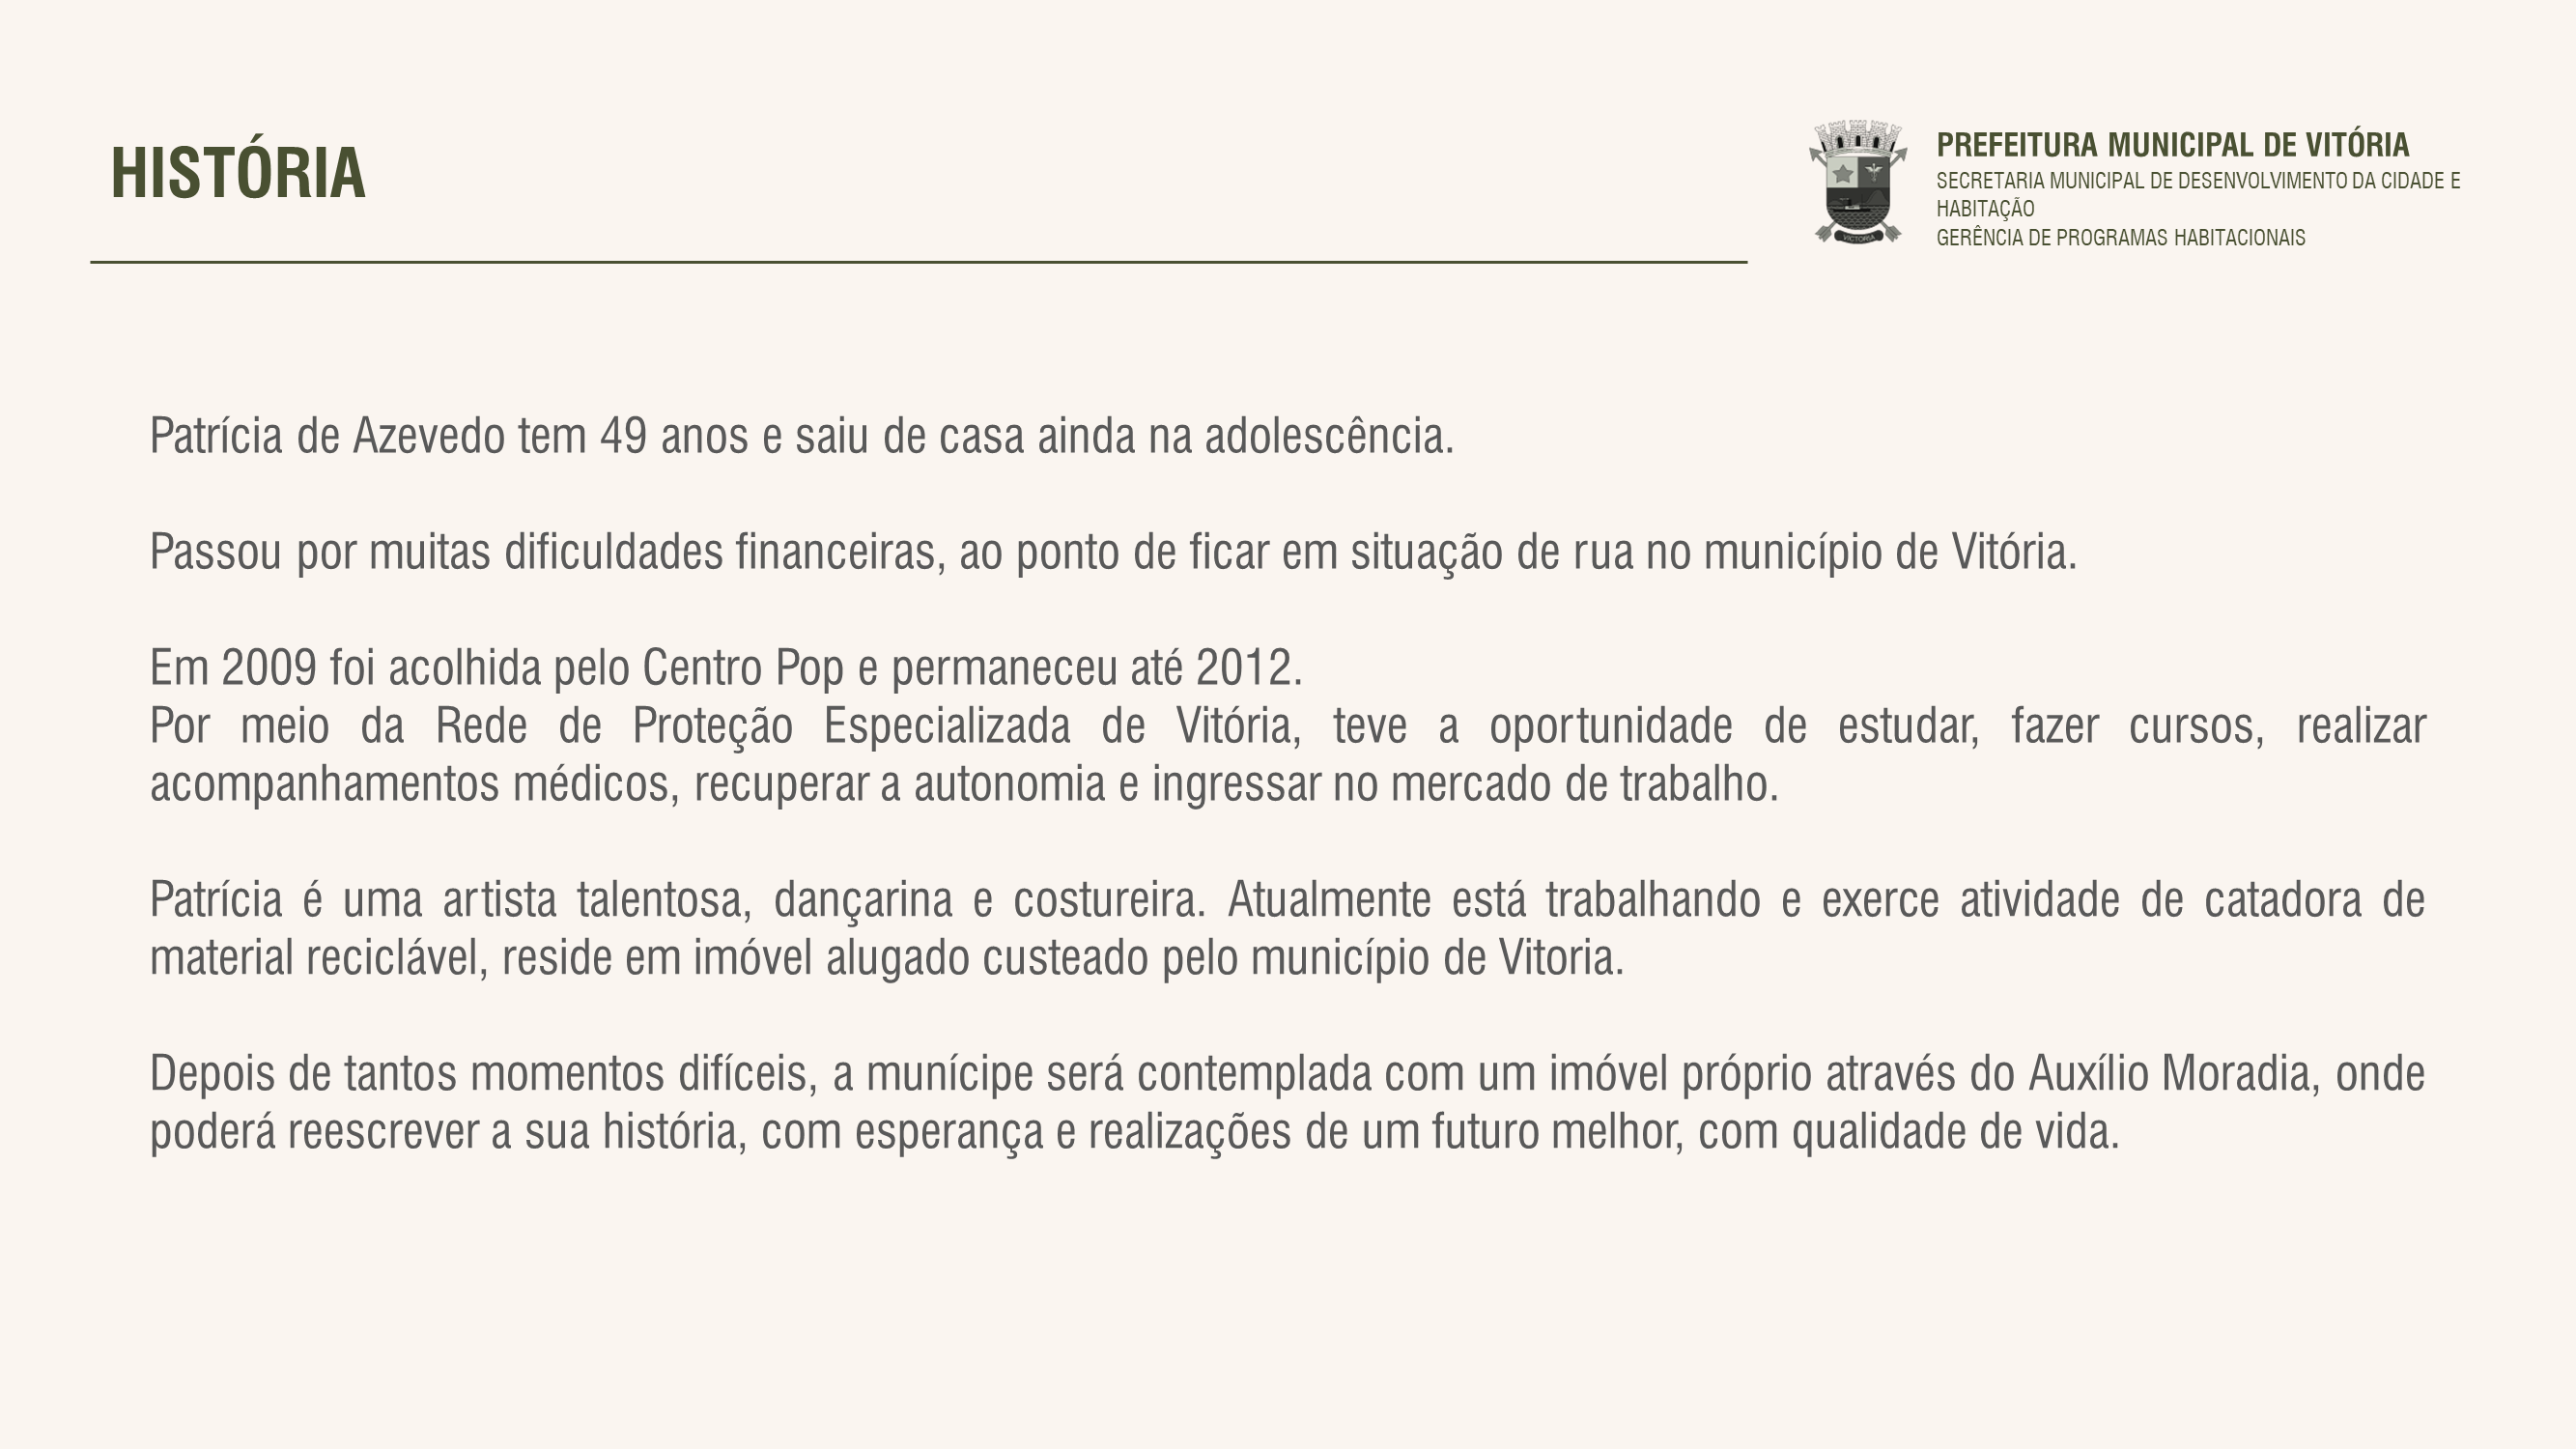 HISTÓRIA
PREFEITURA MUNICIPAL DE VITÓRIA
SECRETARIA MUNICIPAL DE DESENVOLVIMENTO DA CIDADE E
HABITAÇÃO
GERÊNCIA DE PROGRAMAS HABITACIONAIS
VICTORIA
Patrícia de Azevedo tem 49 anos e saiu de casa ainda na adolescência.
Passou por muitas dificuldades financeiras, ao ponto de ficar em situação de rua no município de Vitória.
Em 2009 foi acolhida pelo Centro Pop e permaneceu até 2012.
Por meio da Rede de Proteção Especializada de Vitória, teve a oportunidade de estudar, fazer cursos, realizar
acompanhamentos médicos, recuperar a autonomia e ingressar no mercado de trabalho.
Patrícia é uma artista talentosa, dançarina e costureira. Atualmente está trabalhando e exerce atividade de catadora de
material reciclável, reside em imóvel alugado custeado pelo município de Vitoria.
Depois de tantos momentos difíceis, a munícipe será contemplada com um imóvel próprio através do Auxílio Moradia, onde
poderá reescrever a sua história, com esperança e realizações de um futuro melhor, com qualidade de vida.